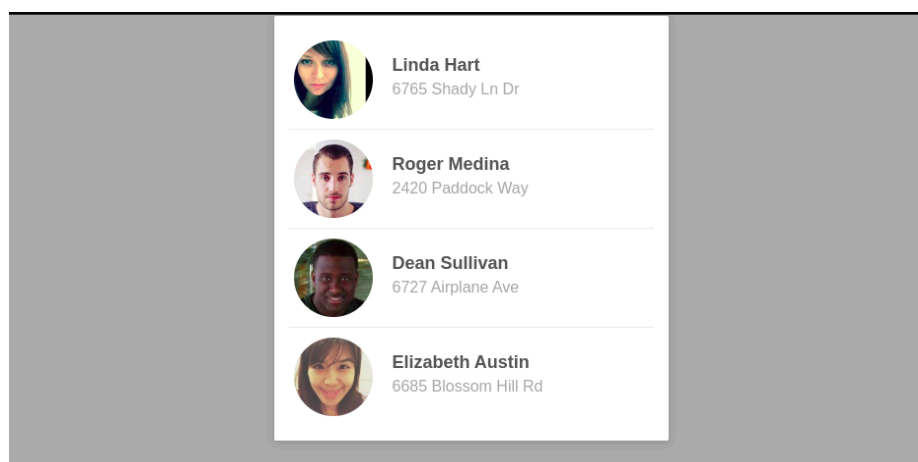 Linda Hart
6765 Shady Ln Dr
Roger Medina
2420 Paddock Way
Dean Sullivan
6727 Airplane Ave
Elizabeth Austin
6685 Blossom Hill Rd